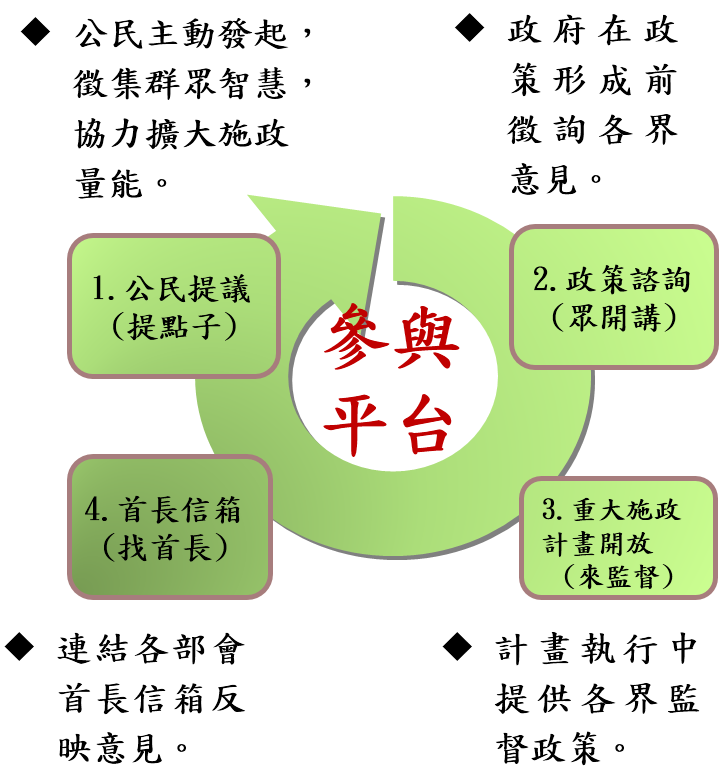 ◆ 公民主動發起，
徵集群眾智慧，
協力擴大施政
量能。
◆ 政府在政
策形成前
徵詢各界
意見。
1.公民提議
（提點子）
2.政策諮詢
（眾開講）
參與
平台
4.首長信箱
（找首長）
3.重大施政
計畫開放
（來監督）
◆ 連結各部會
首長信箱反
映意見。
◆ 計畫執行中
提供各界監
督政策。